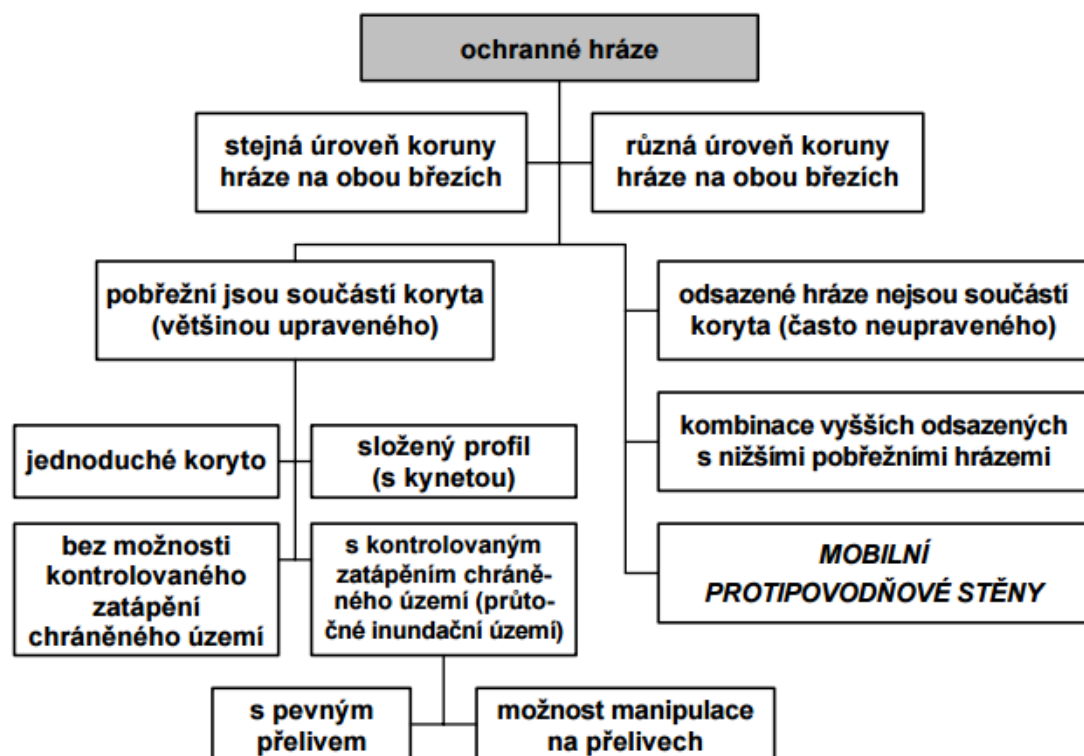 ochranné hráze
stejná úroveň koruny
hráze na obou březích
různá úroveň koruny
hráze na obou březích
pobřežní jsou součástí koryta
(většinou upraveného)
odsazené hráze nejsou součástí
koryta (často neupraveného)
jednoduché koryto
složený profil
(s kynetou)
kombinace vyšších odsazených
s nižšími pobřežními hrázemi
bez možnosti
kontrolovaného
zatápění
chráněného území
s kontrolovaným
zatápěním chráně-
ného území (průto-
čné inundační území)
MOBILNÍ
PROTIPOVODŇOVÉ STĚNY
s pevným
přelivem
možnost manipulace
na přelivech